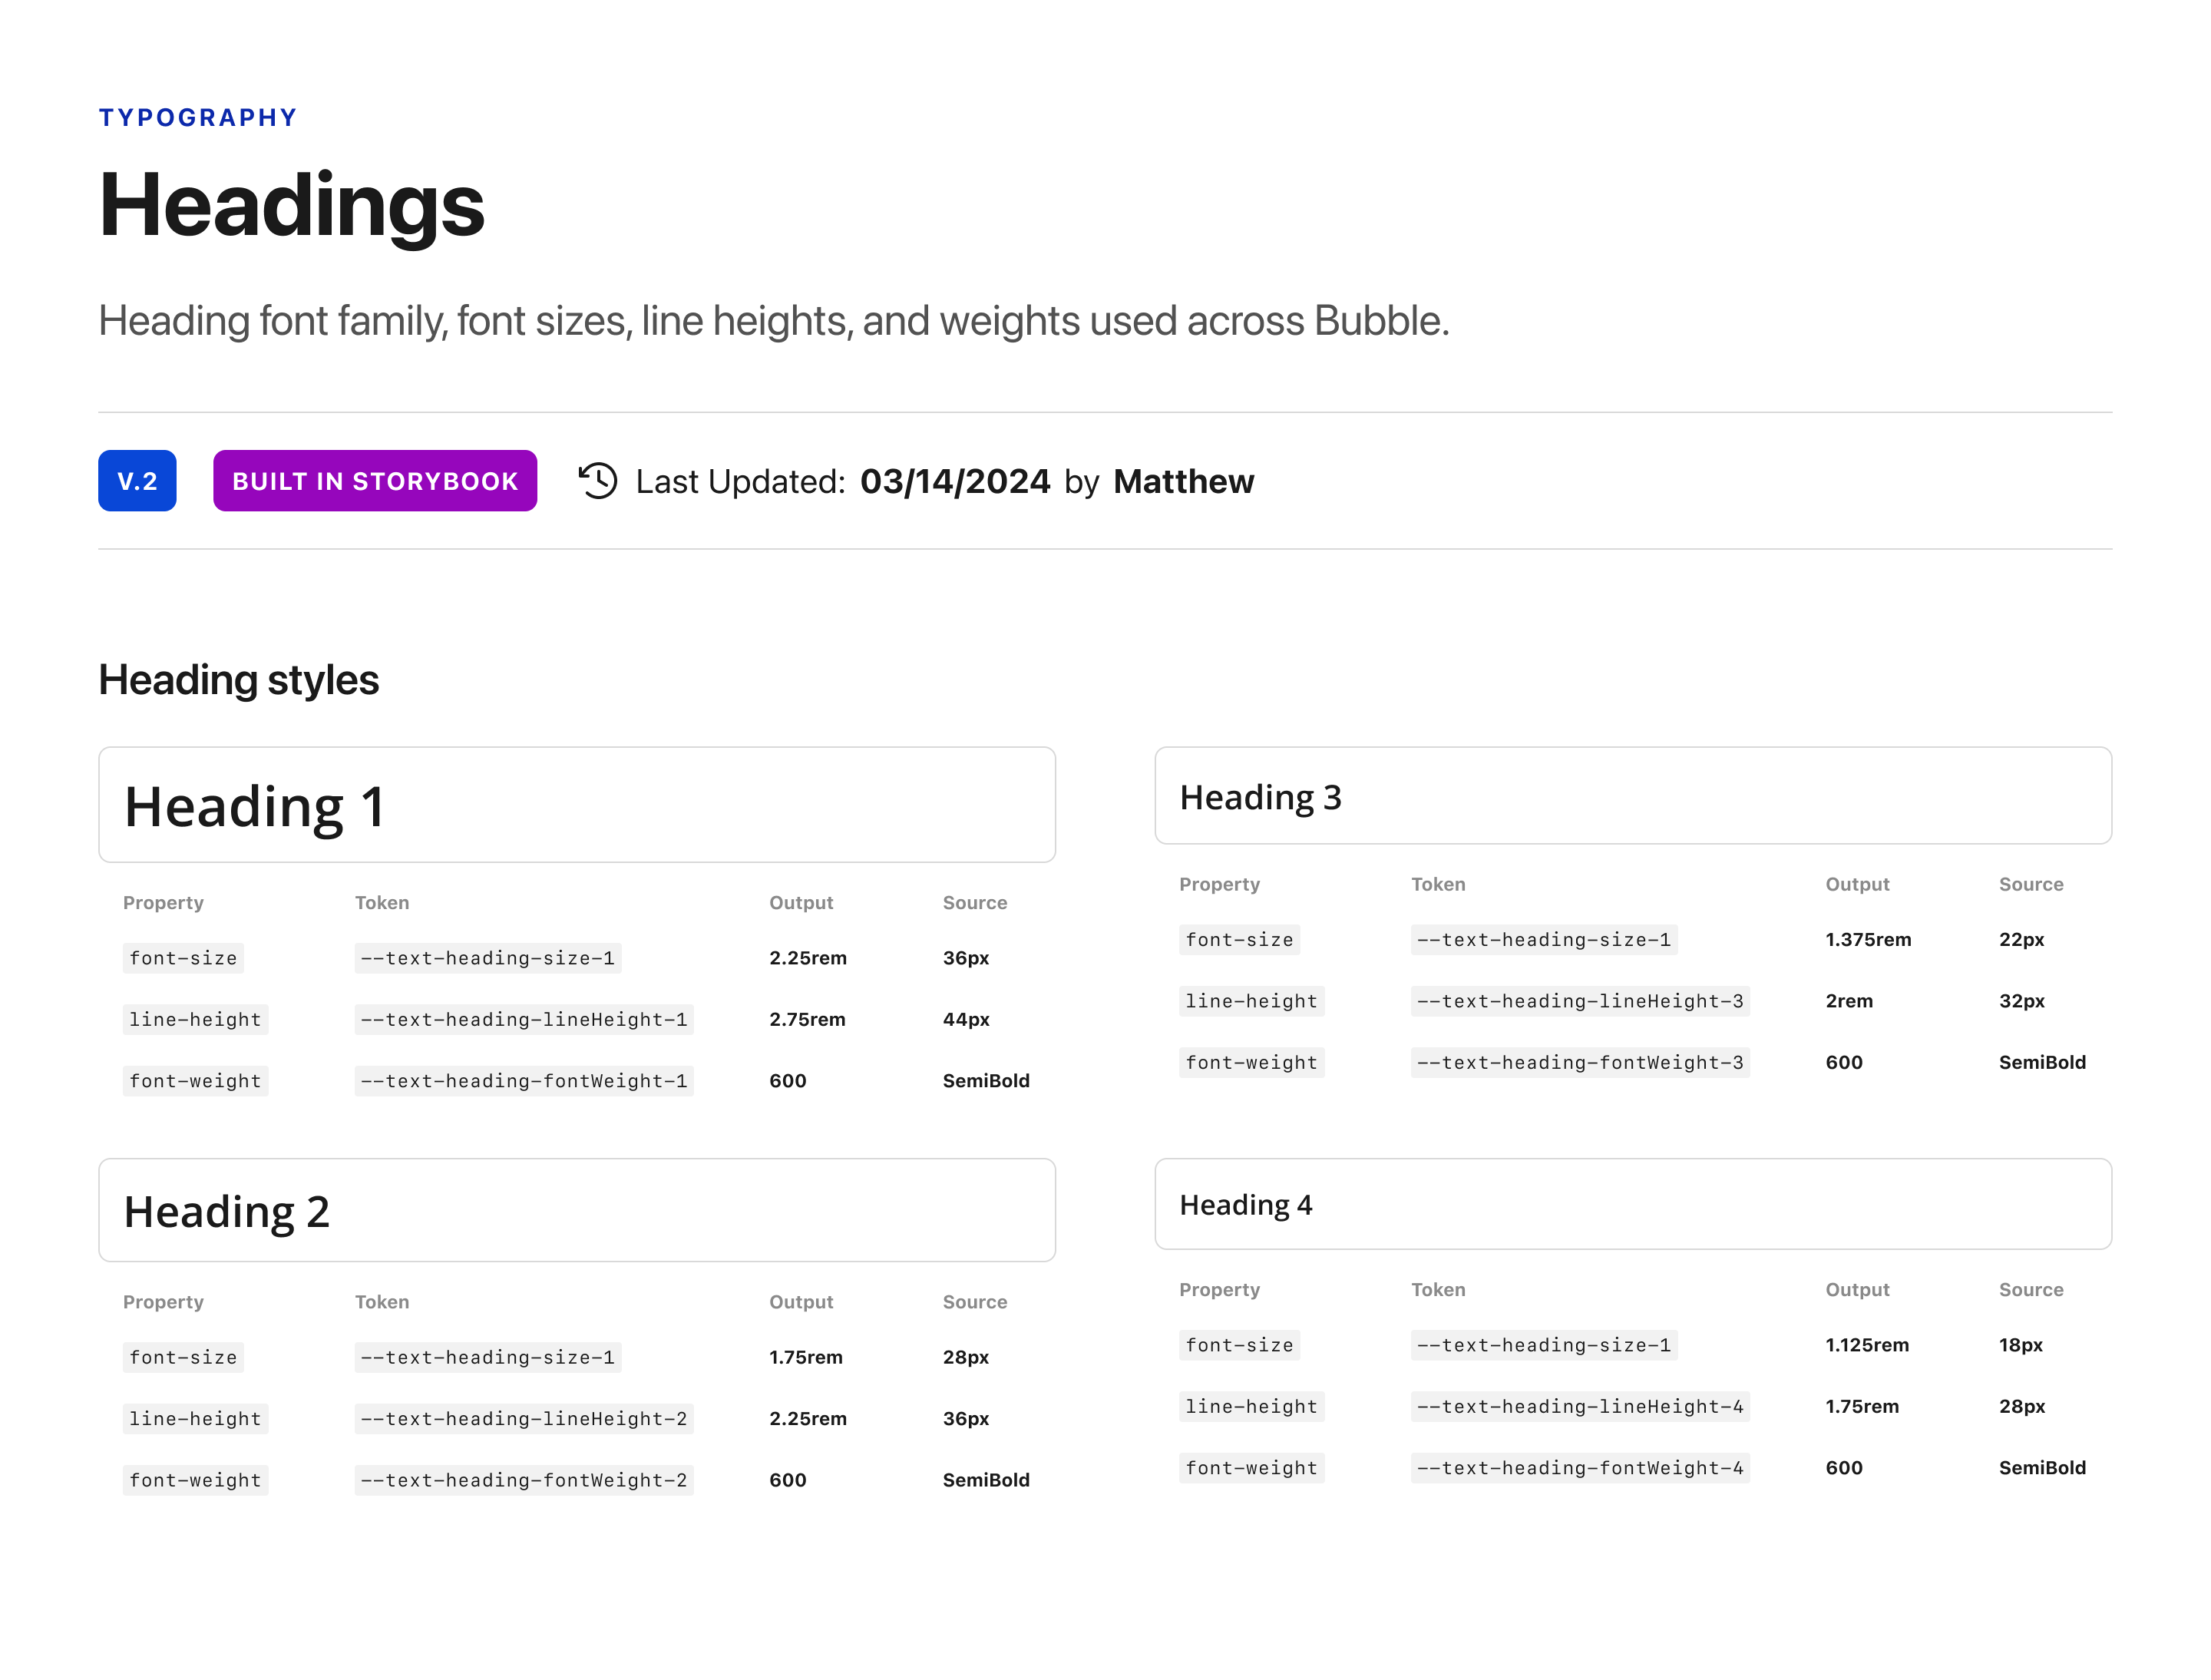 TYPOGRAPHY
Headings
Heading font family, font sizes, line heights, and weights used across Bubble.
V.2 BUILT IN STORYBOOK Last Updated: 03/14/2024 by Matthew
Heading styles
Heading 1
Property Token Output Source
font-size --text-heading-size-1 2.25rem 36px
line-height --text-heading-lineHeight-1 2.75rem 44px
font-weight --text-heading-fontWeight-1 600 SemiBold
Heading 2
Property Token Output Source
font-size --text-heading-size-1 1.75rem 28px
line-height --text-heading-lineHeight-2 2.25rem 36px
font-weight --text-heading-fontWeight-2 600 SemiBold
Heading 3
Property Token Output Source
font-size --text-heading-size-1 1.375rem 22px
line-height --text-heading-lineHeight-3 2rem 32px
font-weight --text-heading-fontWeight-3 600 SemiBold
Heading 4
Property Token Output Source
font-size --text-heading-size-1 1.125rem 18px
line-height --text-heading-lineHeight-4 1.75rem 28px
font-weight --text-heading-fontWeight-4 600 SemiBold